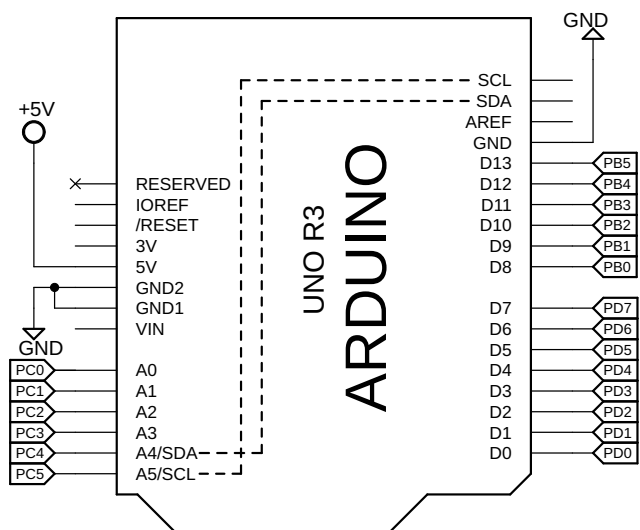 GND
+5V
SCL
SDA
AREF
GND
D13 PB5
RESERVED D12 PB4
IOREF D11 PB3
/RESET D10 PB2
3V D9 PB1
5V D8 PB0
GND2
GND1 D7 PD7
VIN D6 PD6
GND D5 PD5
PC0 A0 D4 PD4
PC1 A1 D3 PD3
PC2 A2 D2 PD2
PC3 A3 D1 PD1
PC4 A4/SDA D0 PD0
PC5 A5/SCL
UNO R3
ARDUINO